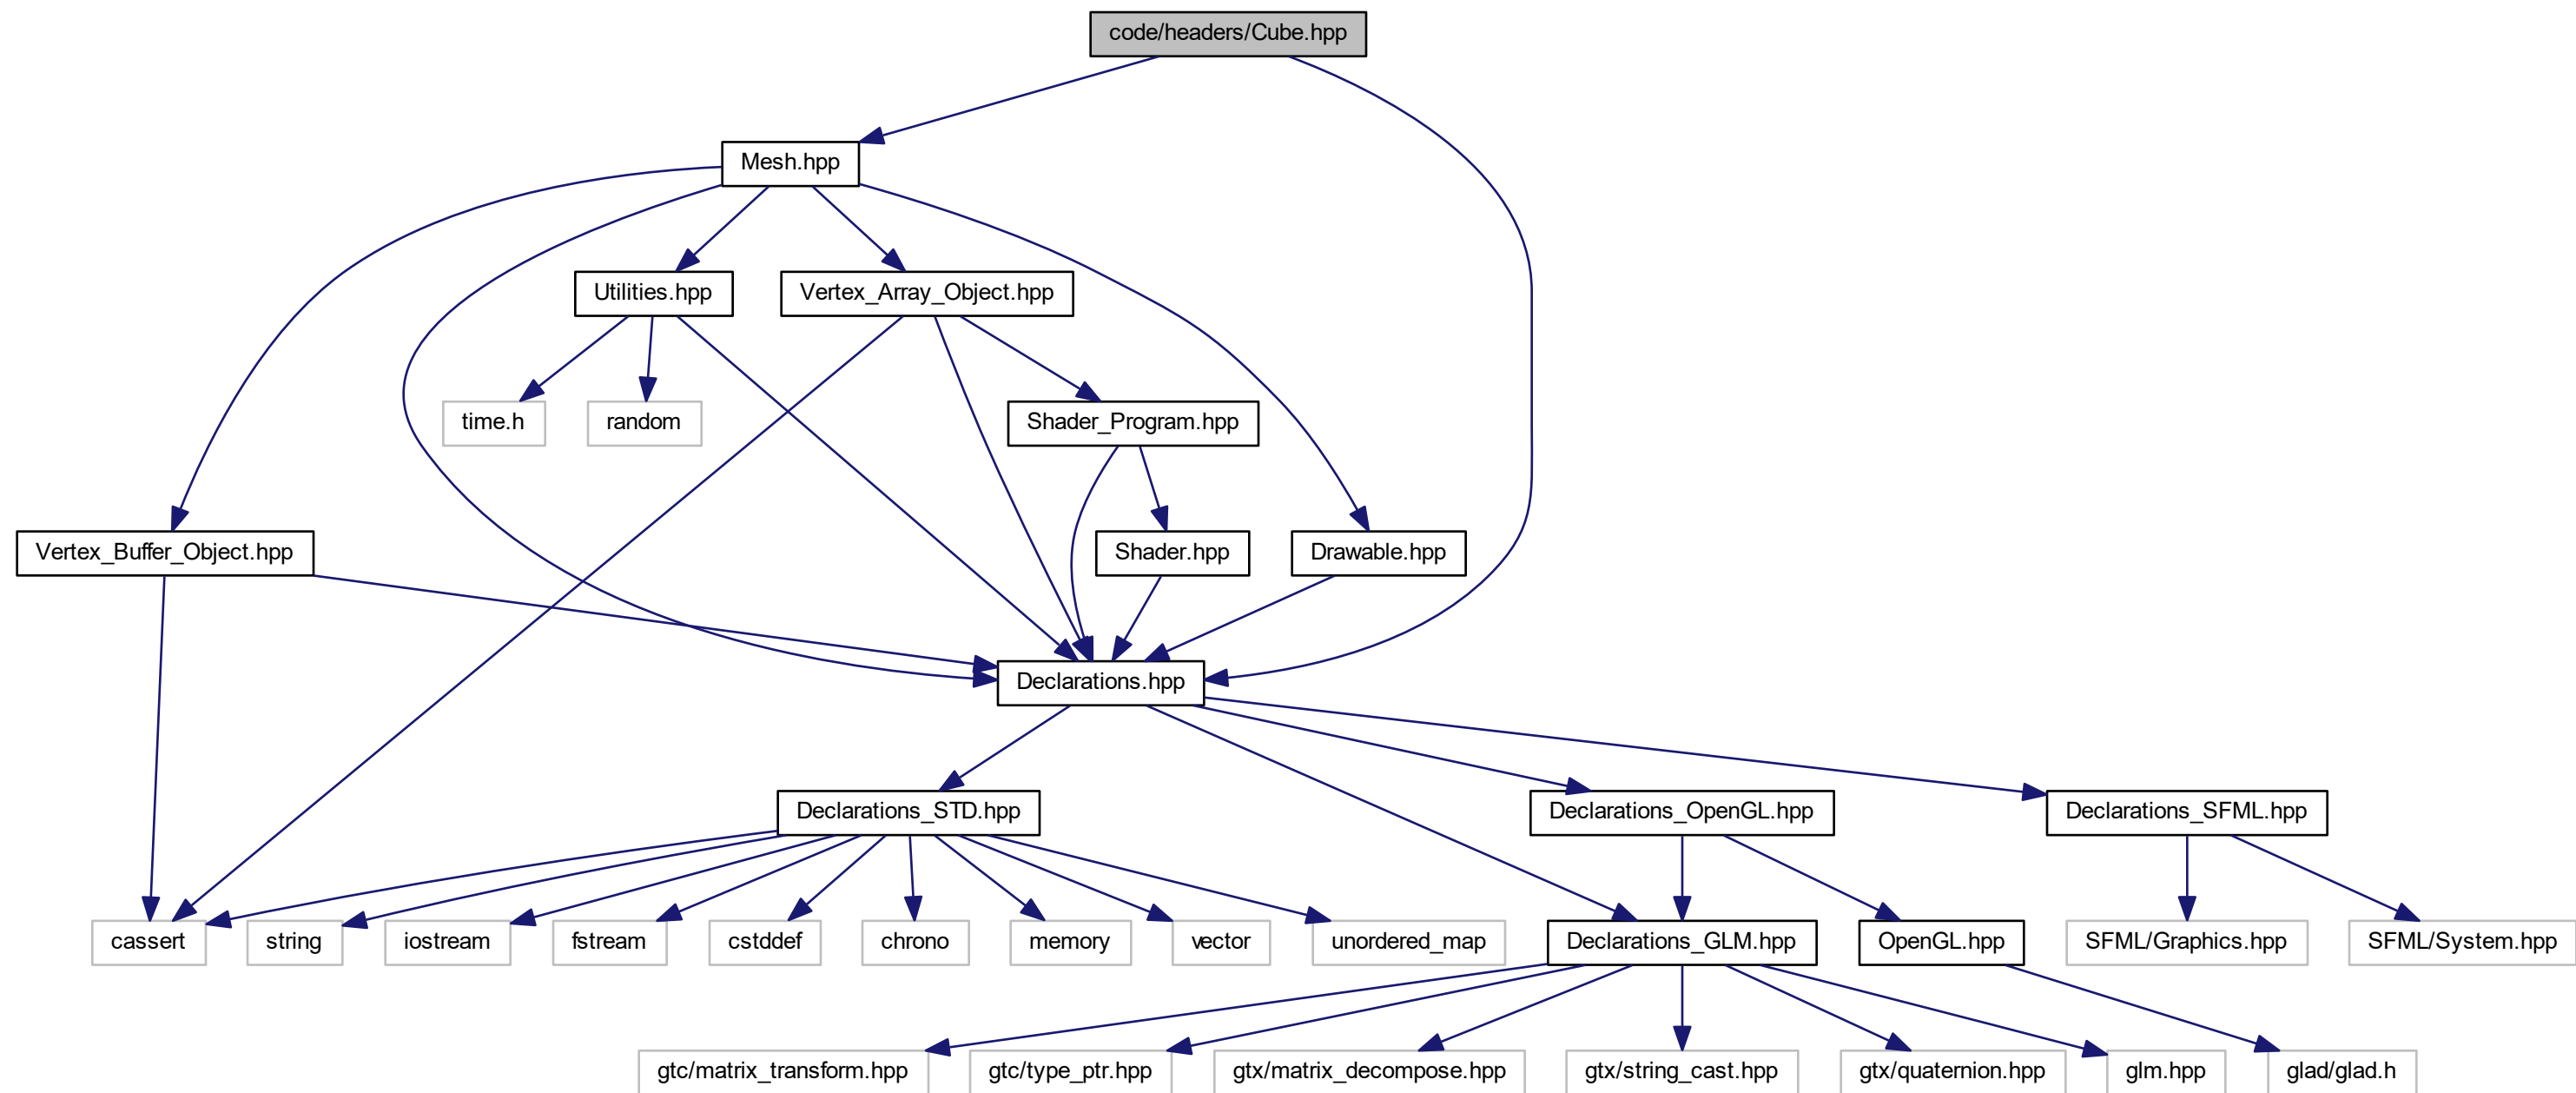 code/headers/Cube.hpp
Mesh.hpp
Utilities.hpp
Vertex_Array_Object.hpp
time.h
random
Shader_Program.hpp
Vertex_Buffer_Object.hpp
Shader.hpp
Drawable.hpp
Declarations.hpp
Declarations_STD.hpp
Declarations_OpenGL.hpp
Declarations_SFML.hpp
cassert
string
iostream
fstream
cstddef
chrono
memory
vector
unordered_map
Declarations_GLM.hpp
OpenGL.hpp
SFML/Graphics.hpp
SFML/System.hpp
gtc/matrix_transform.hpp
gtc/type_ptr.hpp
gtx/matrix_decompose.hpp
gtx/string_cast.hpp
gtx/quaternion.hpp
glm.hpp
glad/glad.h